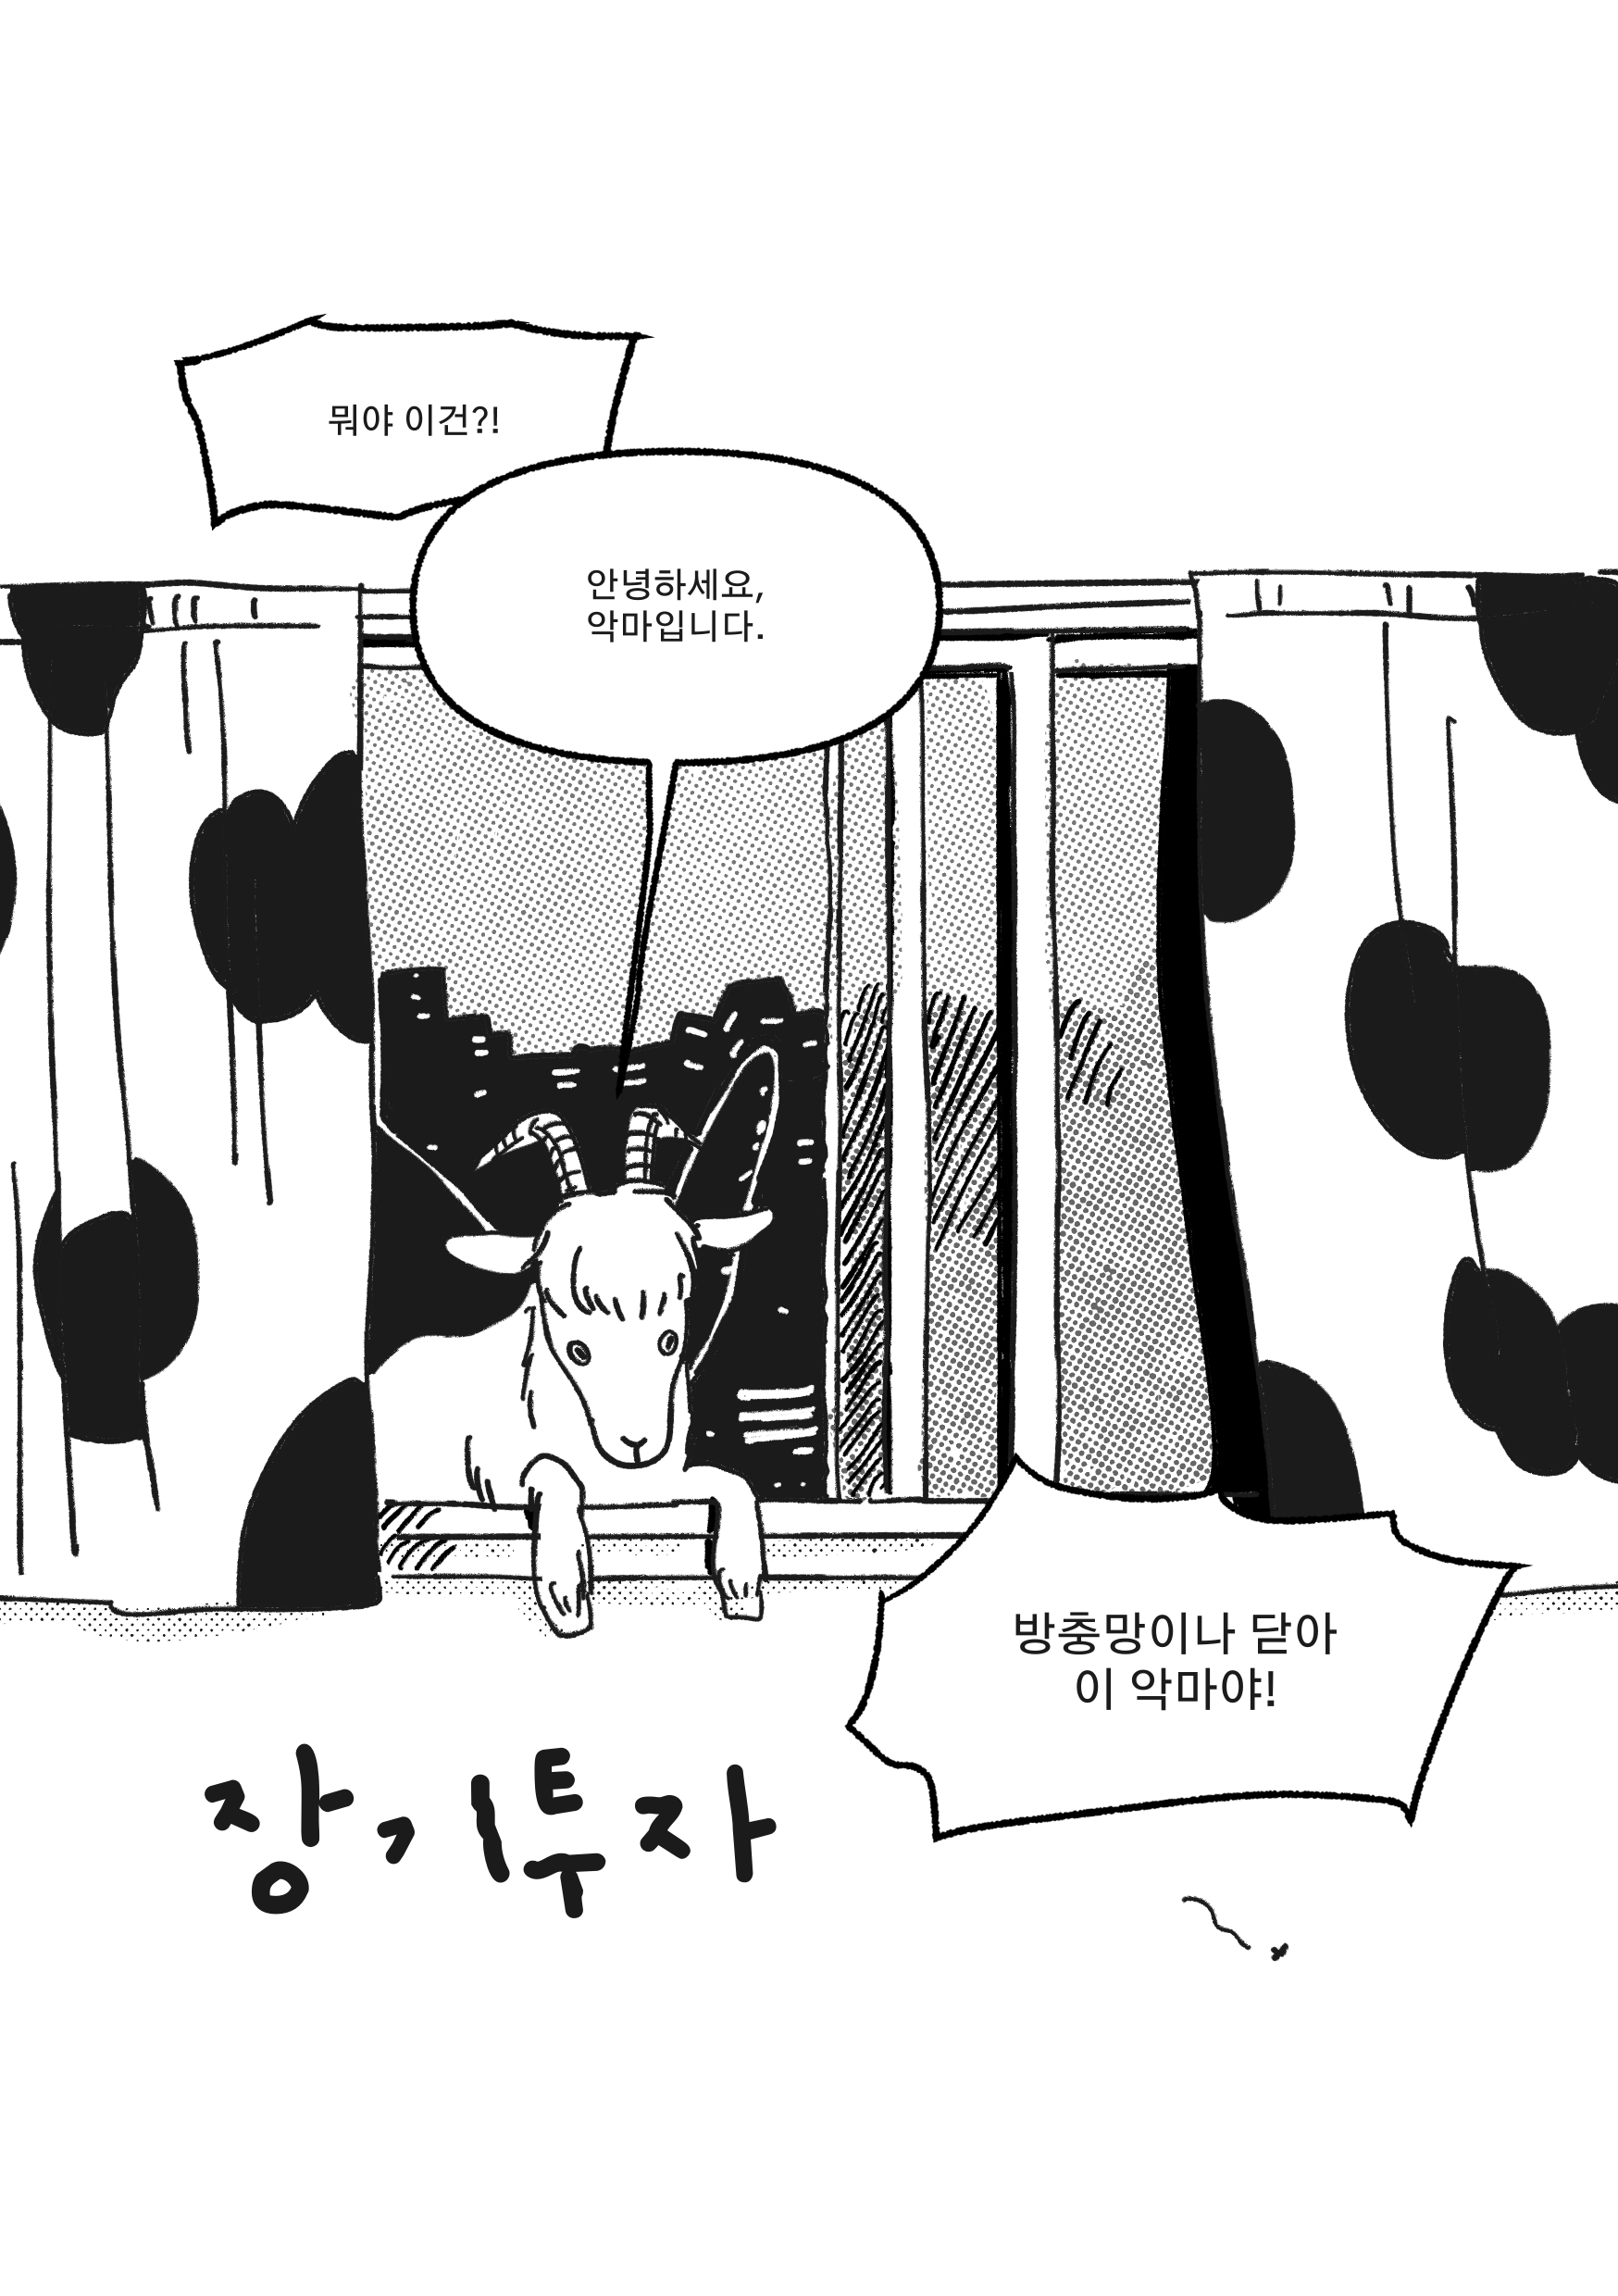 뭐야 이건?!
안녕하세요,
악마입니다.
방충망이나 닫아
이 악마야!
장기투자